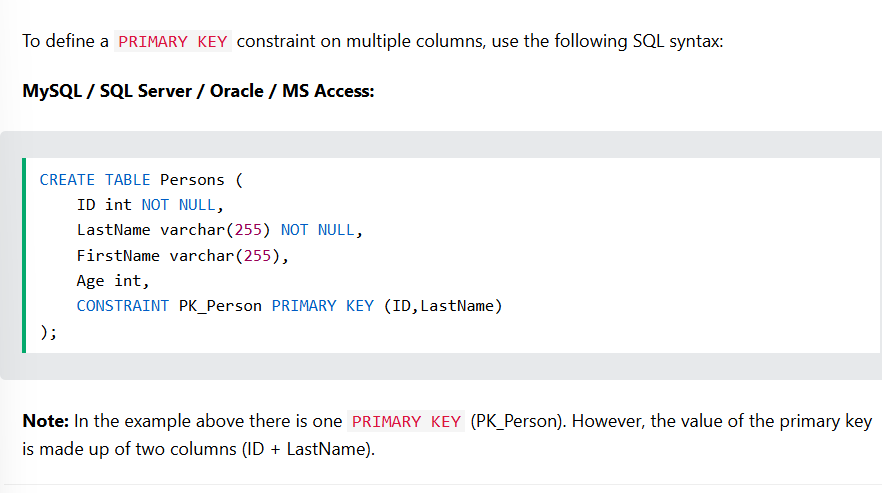 To define a PRIMARY KEY constraint on multiple columns, use the following SQL syntax:
MySQL / SQL Server / Oracle / MS Access:
CREATE TABLE Persons (
    ID int NOT NULL,
    LastName varchar(255) NOT NULL,
    FirstName varchar(255),
    Age int,
    CONSTRAINT PK_Person PRIMARY KEY (ID,LastName)
);
Note: In the example above there is one PRIMARY KEY (PK_Person). However, the value of the primary key
is made up of two columns (ID + LastName).